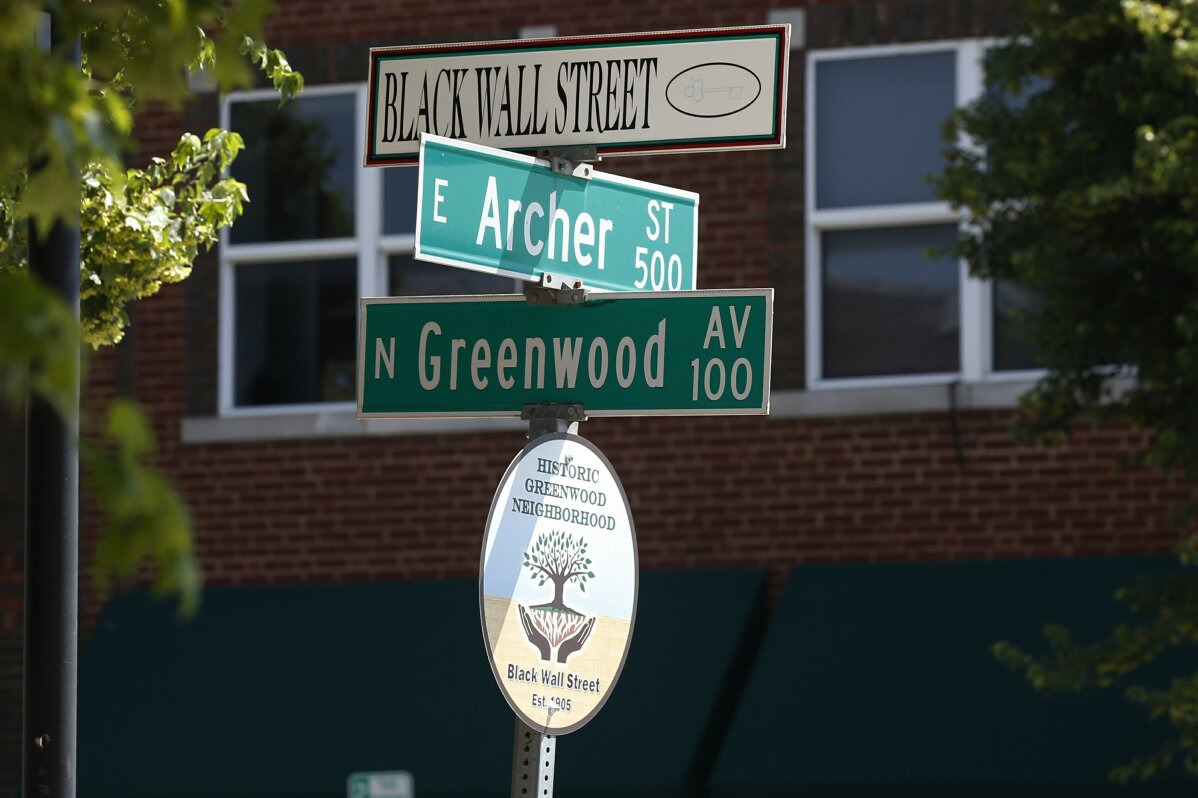 BLACK WALL STREET
E Archer ST 500
N Greenwood AV 100
HISTORIC
GREENWOOD
NEIGHBORHOOD
Black Wall Street
Est. 1905